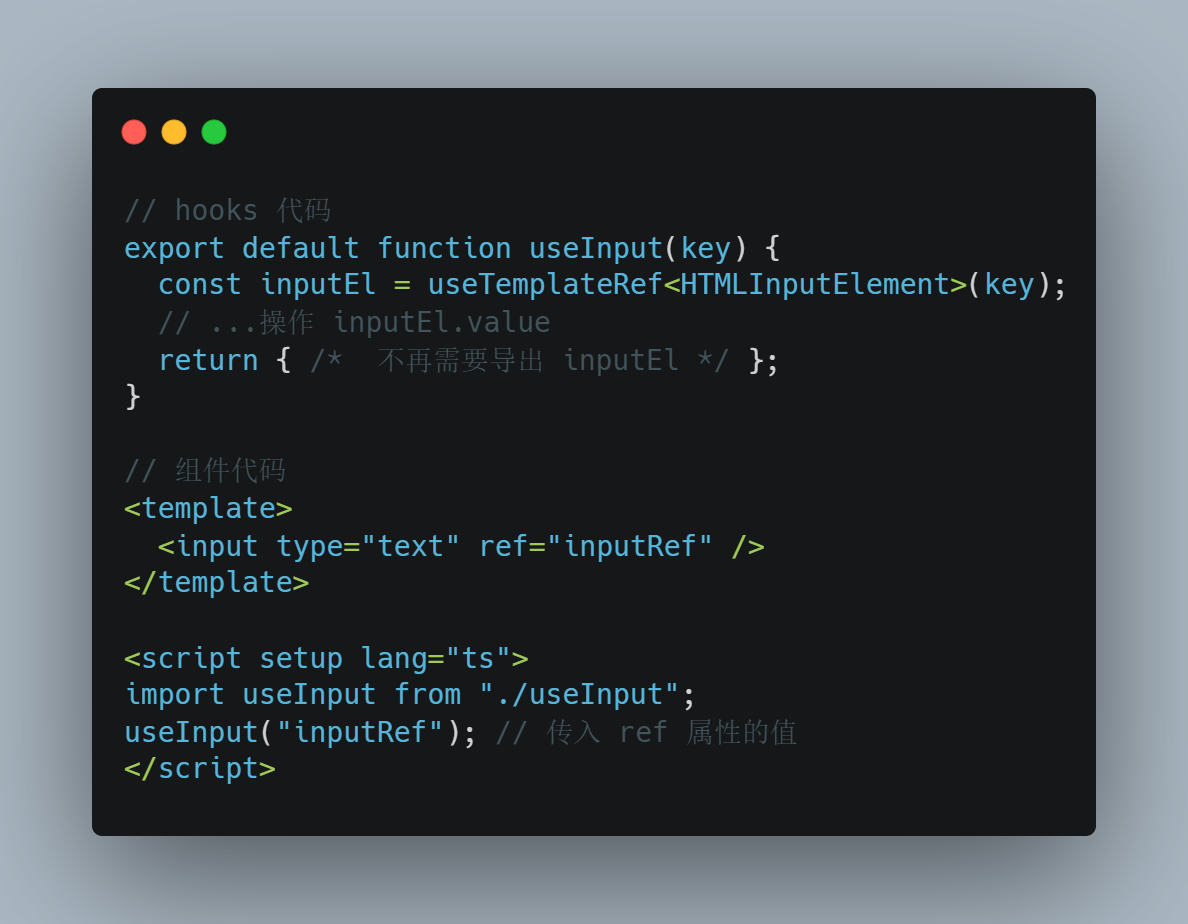 // hooks 代码
export default function useInput(key) {
  const inputEl = useTemplateRef<HTMLInputElement>(key);
  // ...操作 inputEl.value
  return { /*  不再需要导出 inputEl */ };
}

// 组件代码
<template>
  <input type="text" ref="inputRef" />
</template>

<script setup lang="ts">
import useInput from "./useInput";
useInput("inputRef"); // 传入 ref 属性的值
</script>